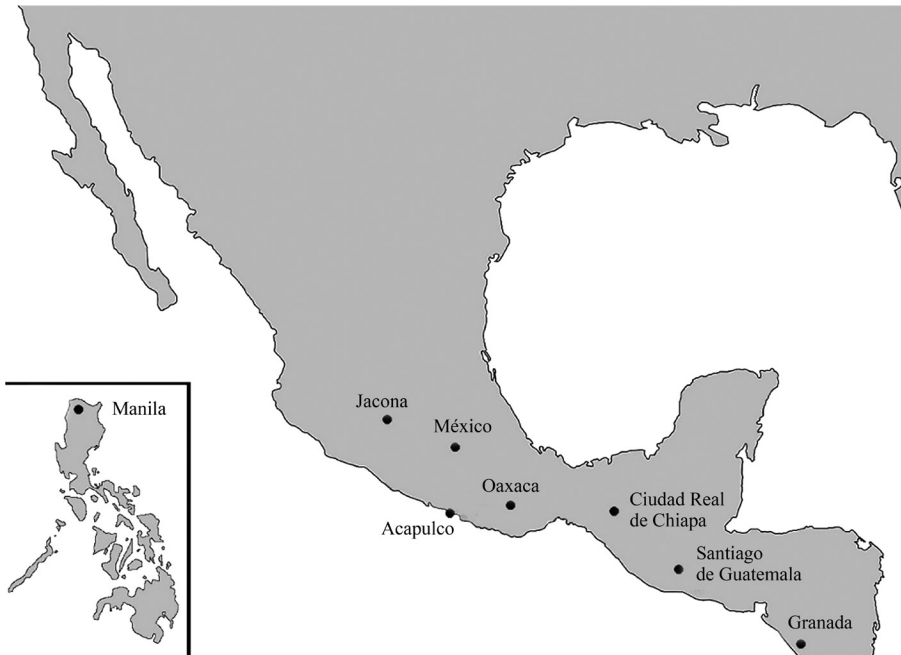 Manila
Jacona
México
Oaxaca
Acapulco
Ciudad Real
de Chiapa
Santiago
de Guatemala
Granada